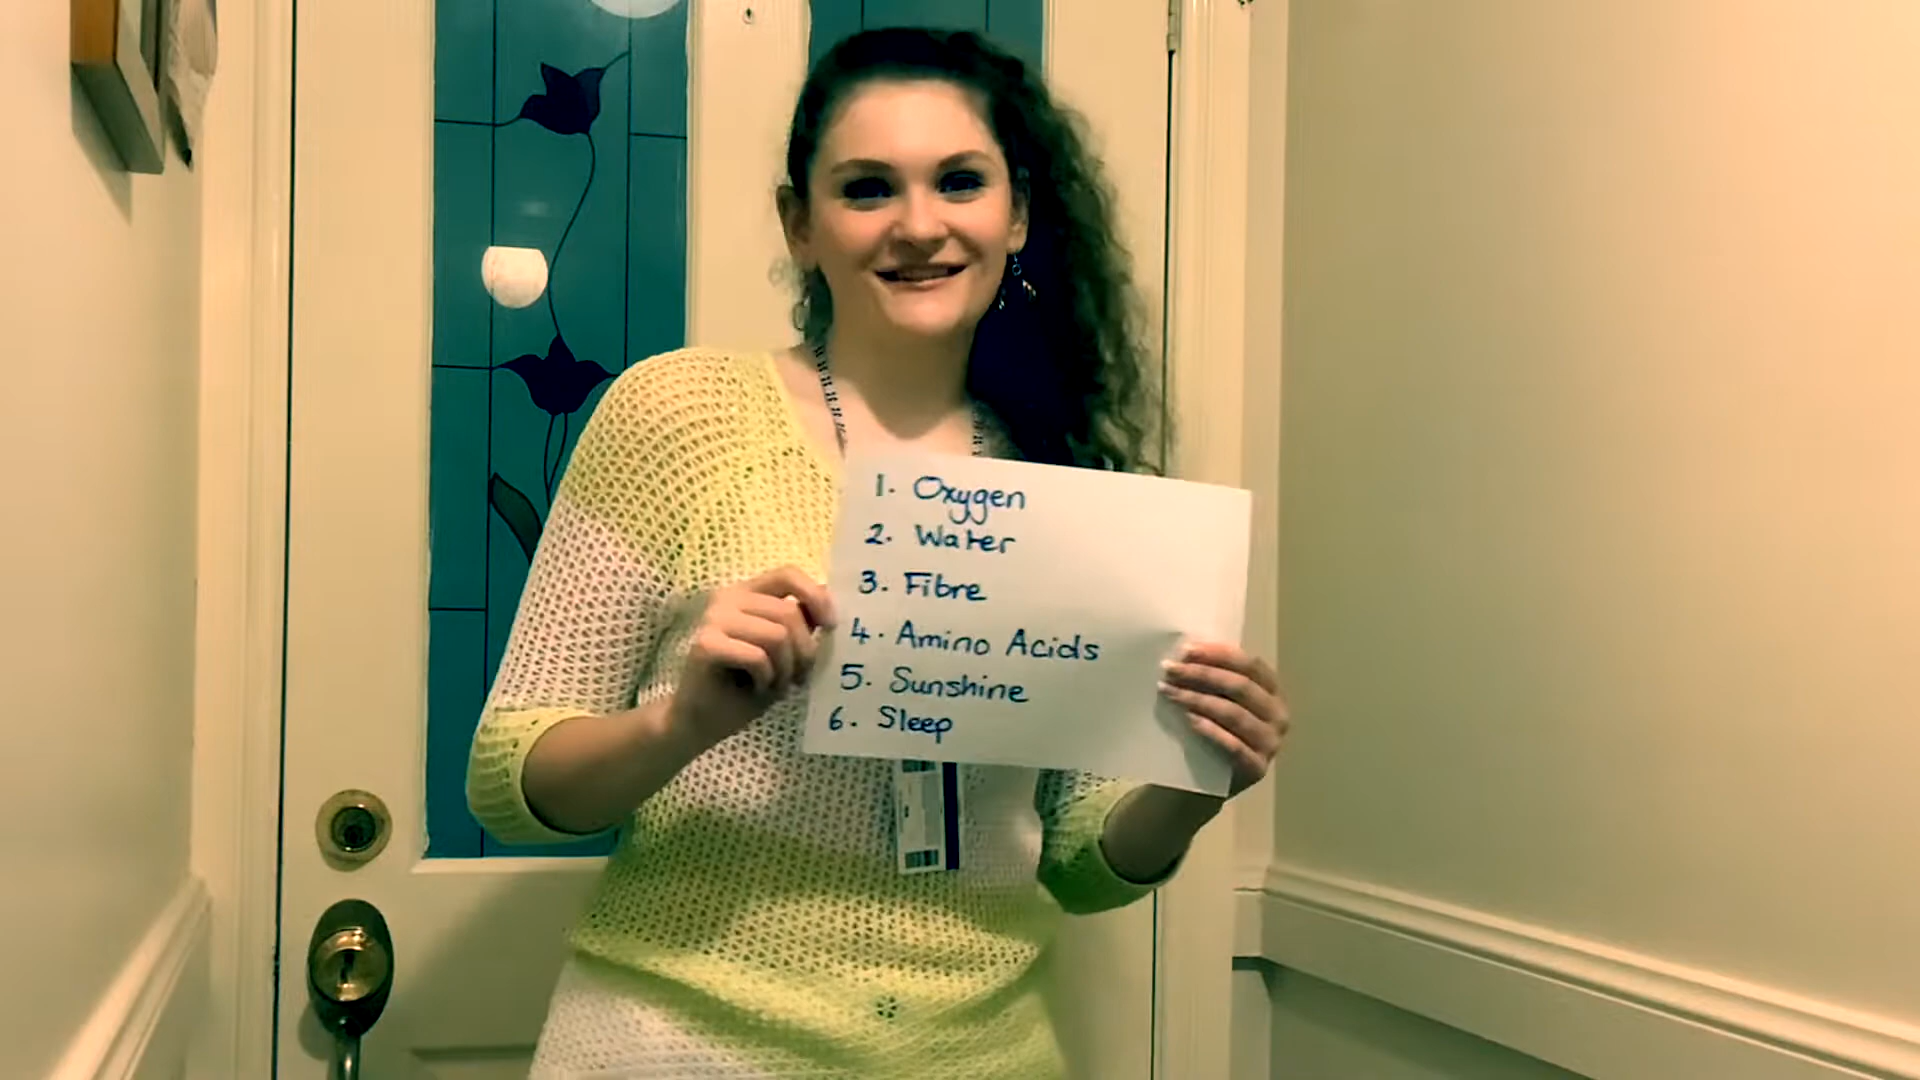 1. Oxygen
2. Water
3. Fibre
4. Amino Acids
5. Sunshine
6. Sleep